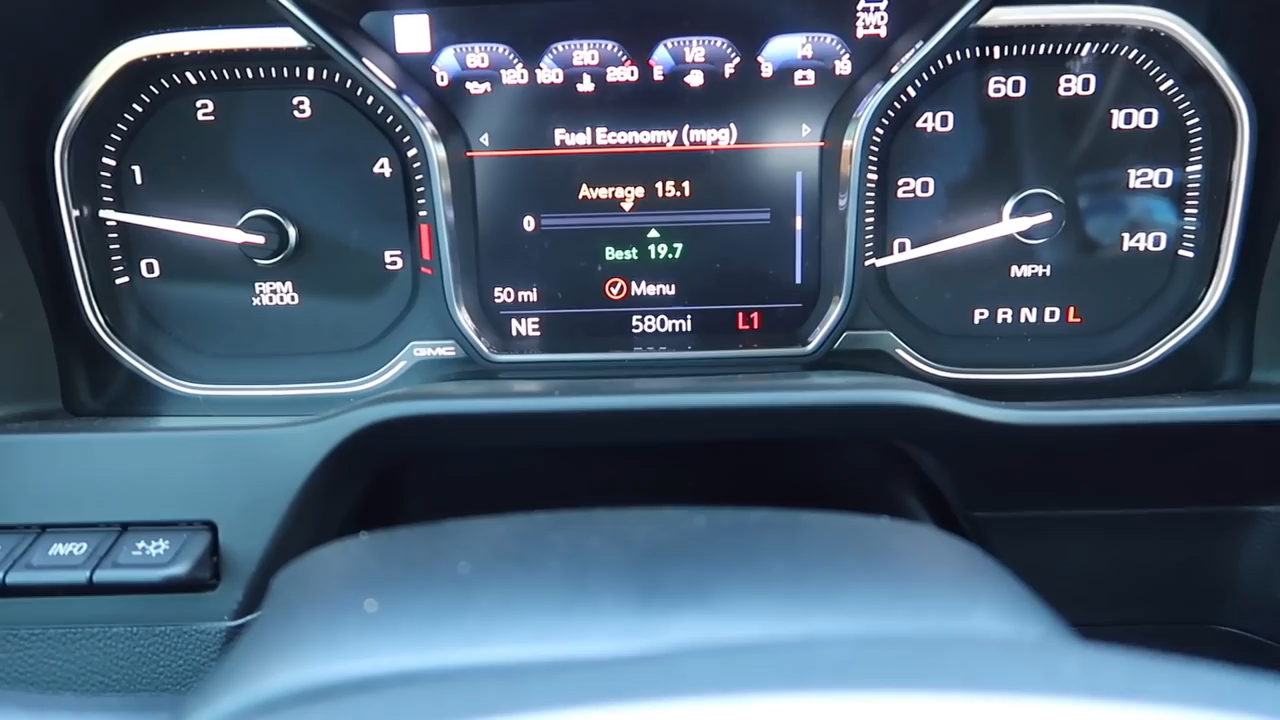 2WD
60
0 120
210
160 260
1/2
E F
14
9 19
Fuel Economy (mpg)
Average 15.1
0
Best 19.7
Menu
50 mi
NE 580mi L1
0 1 2 3 4 5
RPM
x1000
GMC
0 20 40 60 80 100 120 140
MPH
PRNDL
INFO